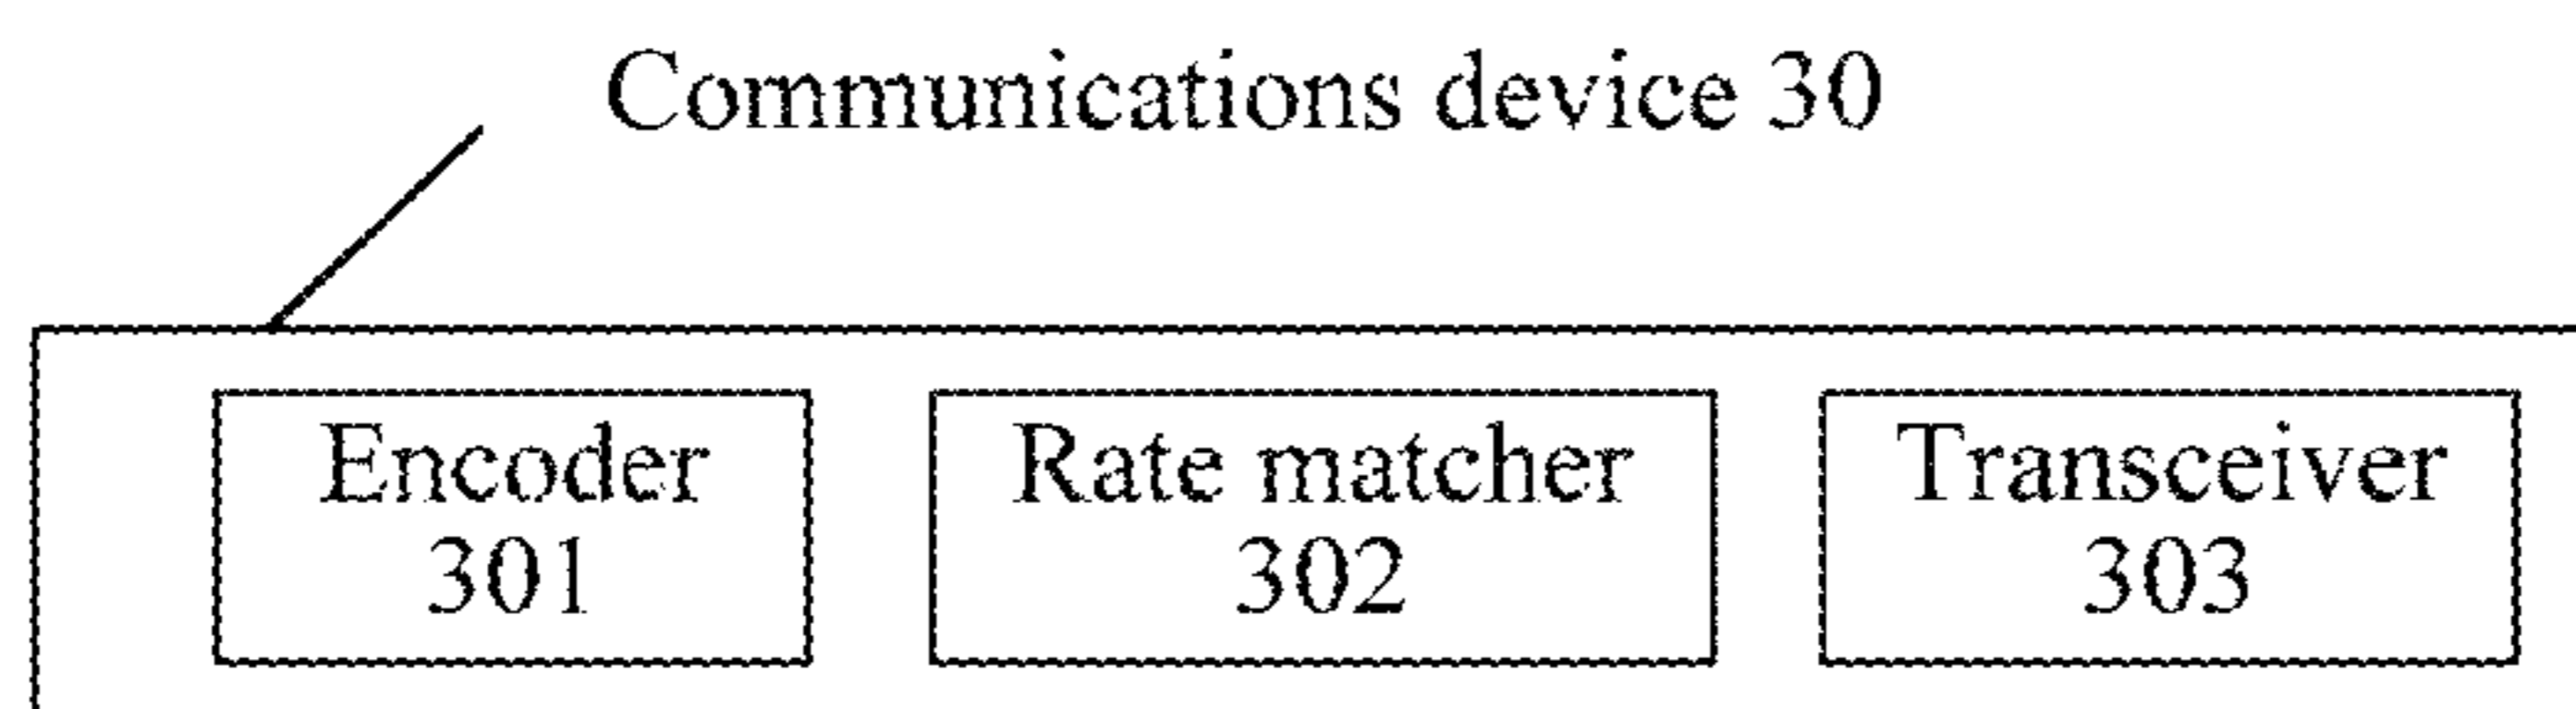 Communications device 30
Encoder
301
Rate matcher
302
Transceiver
303